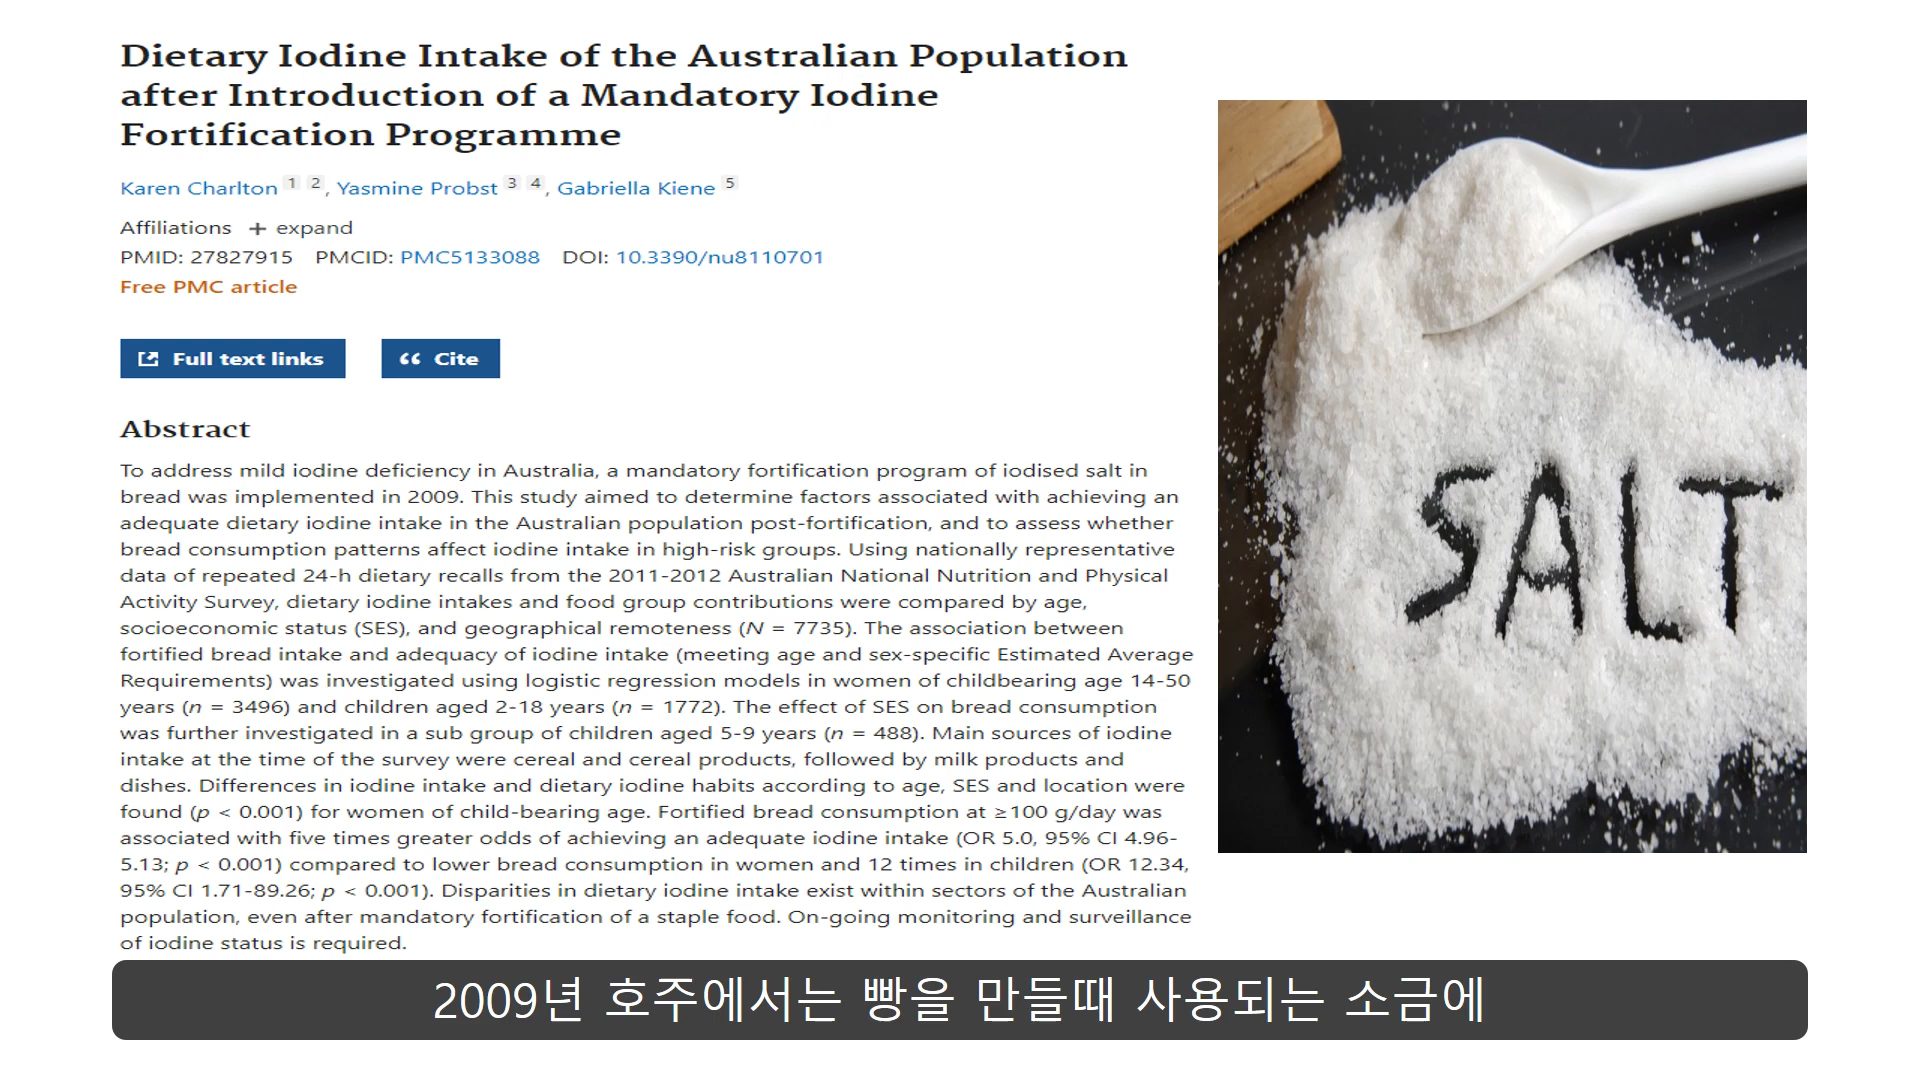 Dietary Iodine Intake of the Australian Population
after Introduction of a Mandatory Iodine
Fortification Programme
Karen Charlton 1 2, Yasmine Probst 3 4, Gabriella Kiene 5
Affiliations + expand
PMID: 27827915 PMCID: PMC5133088 DOI: 10.3390/nu8110701
Free PMC article
Full text links
Cite
Abstract
To address mild iodine deficiency in Australia, a mandatory fortification program of iodised salt in
bread was implemented in 2009. This study aimed to determine factors associated with achieving an
adequate dietary iodine intake in the Australian population post-fortification, and to assess whether
bread consumption patterns affect iodine intake in high-risk groups. Using nationally representative
data of repeated 24-h dietary recalls from the 2011-2012 Australian National Nutrition and Physical
Activity Survey, dietary iodine intakes and food group contributions were compared by age,
socioeconomic status (SES), and geographical remoteness (N = 7735). The association between
fortified bread intake and adequacy of iodine intake (meeting age and sex-specific Estimated Average
Requirements) was investigated using logistic regression models in women of childbearing age 14-50
years (n = 3496) and children aged 2-18 years (n = 1772). The effect of SES on bread consumption
was further investigated in a sub group of children aged 5-9 years (n = 488). Main sources of iodine
intake at the time of the survey were cereal and cereal products, followed by milk products and
dishes. Differences in iodine intake and dietary iodine habits according to age, SES and location were
found (p < 0.001) for women of child-bearing age. Fortified bread consumption at ≥100 g/day was
associated with five times greater odds of achieving an adequate iodine intake (OR 5.0, 95% CI 4.96-
5.13; p < 0.001) compared to lower bread consumption in women and 12 times in children (OR 12.34,
95% CI 1.71-89.26; p < 0.001). Disparities in dietary iodine intake exist within sectors of the Australian
population, even after mandatory fortification of a staple food. On-going monitoring and surveillance
of iodine status is required.
SALT
2009년 호주에서는 빵을 만들때 사용되는 소금에